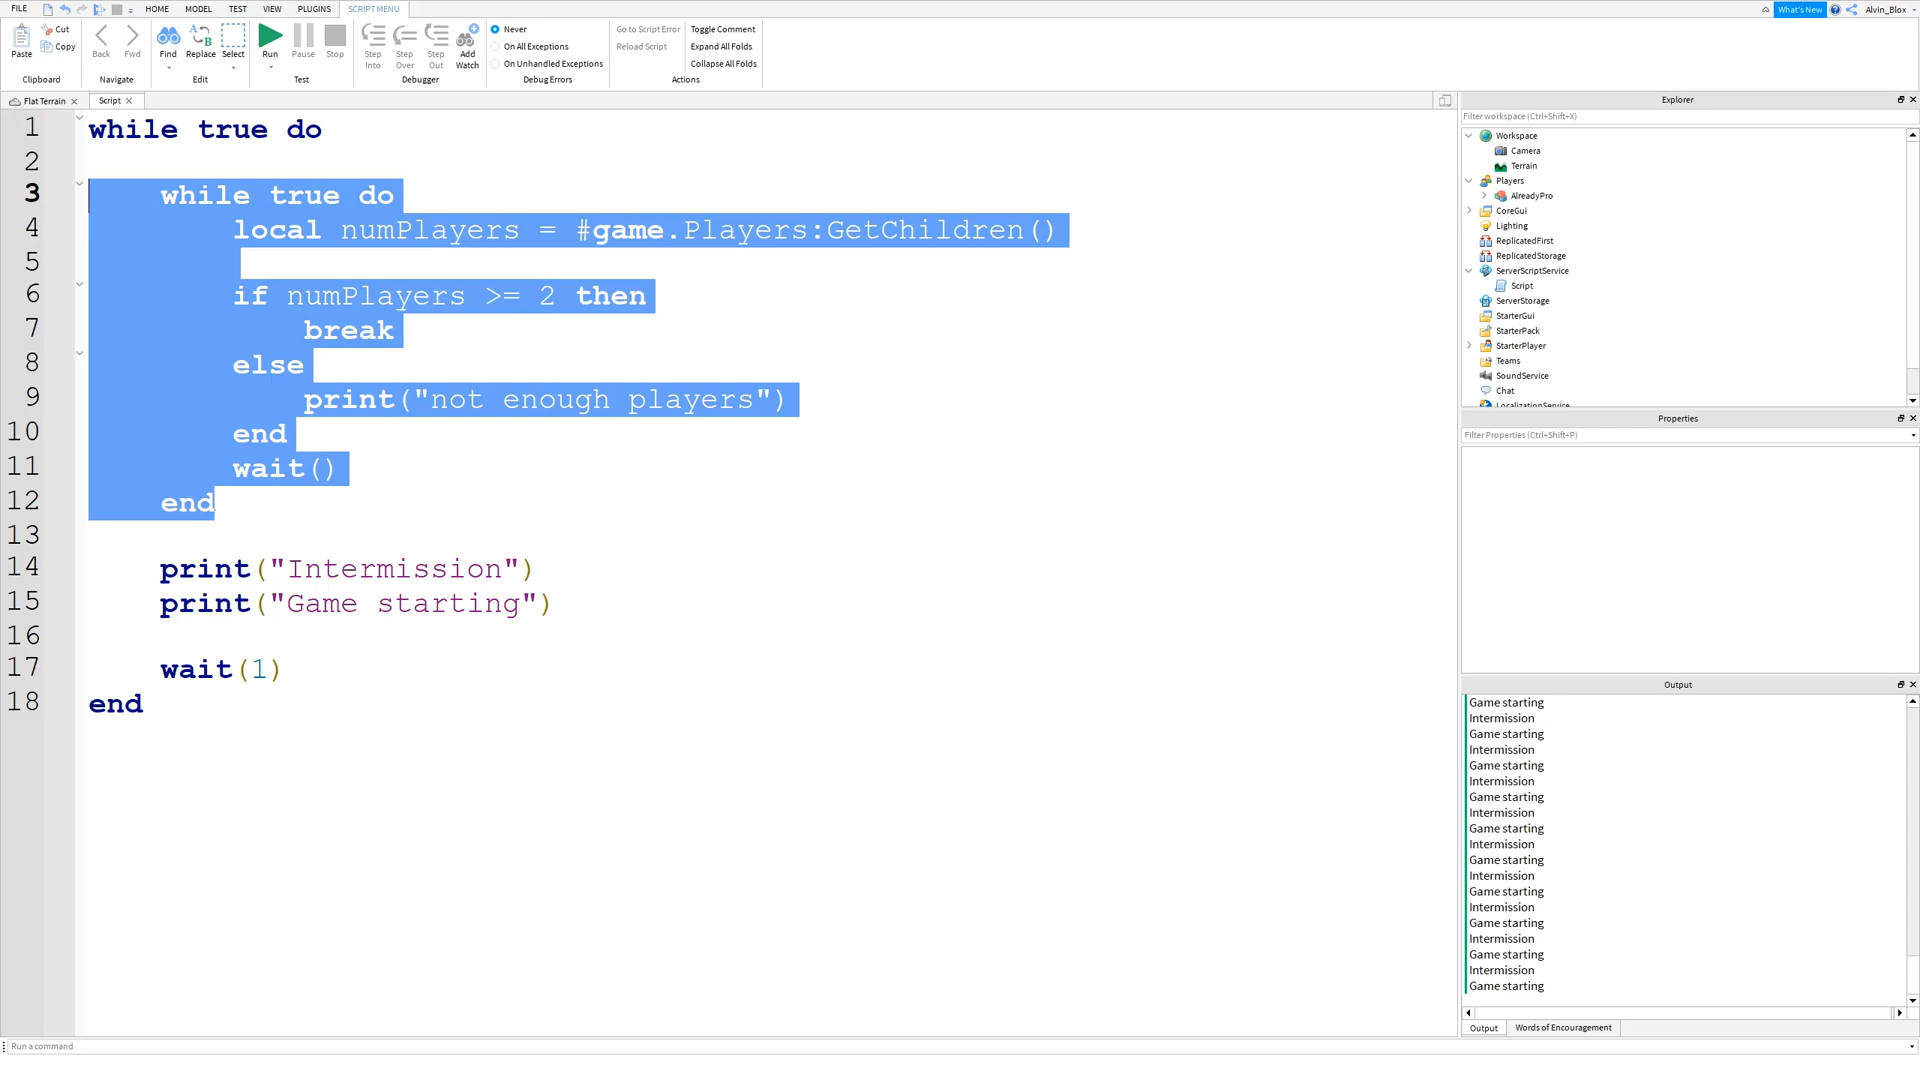 FILE HOME MODEL TEST VIEW PLUGINS SCRIPT MENU What's New Alvin_Blox
Paste Cut Copy Back Fwd Find Replace Select Run Pause Stop Step Into Step Over Step Out Add Watch
Never
On All Exceptions
On Unhandled Exceptions
Go to Script Error
Reload Script
Toggle Comment
Expand All Folds
Collapse All Folds
Clipboard Navigate Edit Test Debugger Debug Errors Actions
Flat Terrain Script
1 while true do
2
3 while true do
4 local numPlayers = #game.Players:GetChildren()
5
6 if numPlayers >= 2 then
7 break
8 else
9 print("not enough players")
10 end
11 wait()
12 end
13
14 print("Intermission")
15 print("Game starting")
16
17 wait(1)
18 end
Explorer
Filter workspace (Ctrl+Shift+X)
Workspace
Camera
Terrain
Players
AlreadyPro
CoreGui
Lighting
ReplicatedFirst
ReplicatedStorage
ServerScriptService
Script
ServerStorage
StarterGui
StarterPack
StarterPlayer
Teams
SoundService
Chat
LocalizationService
Properties
Filter Properties (Ctrl+Shift+P)
Output
Game starting
Intermission
Game starting
Intermission
Game starting
Intermission
Game starting
Intermission
Game starting
Intermission
Game starting
Intermission
Game starting
Intermission
Game starting
Intermission
Game starting
Intermission
Game starting
Output Words of Encouragement
Run a command